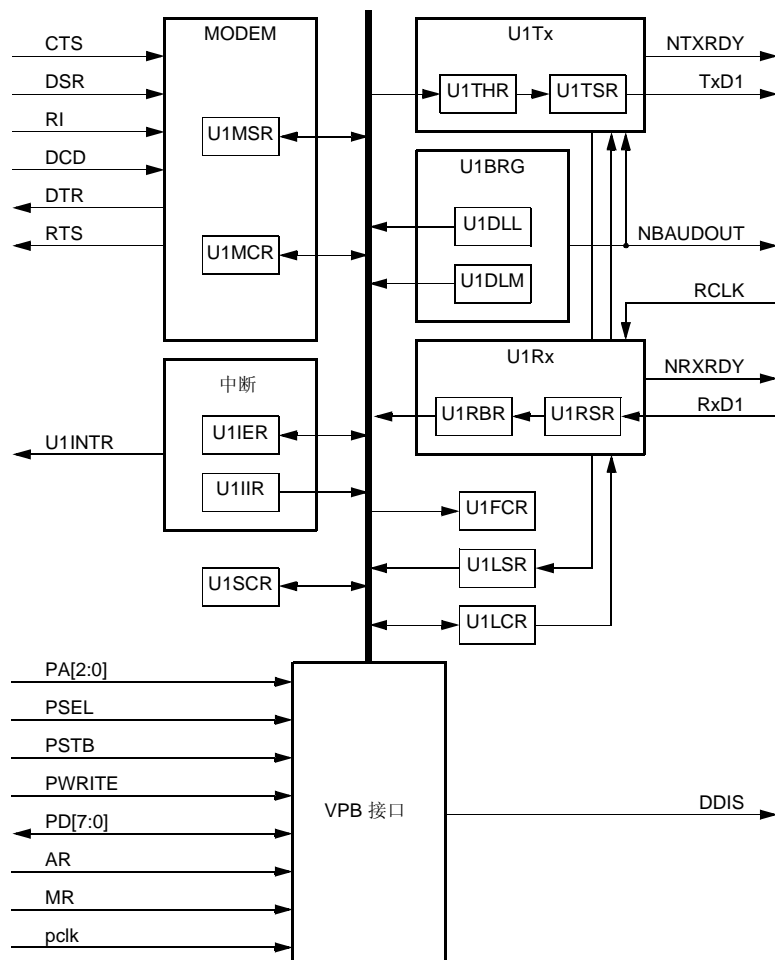 CTS
DSR
RI
DCD
DTR
RTS
MODEM
U1MSR
U1MCR
U1Tx
U1THR
U1TSR
NTXRDY
TxD1
U1BRG
U1DLL
U1DLM
NBAUDOUT
RCLK
U1Rx
U1RBR
U1RSR
NRXRDY
RxD1
中断
U1IER
U1IIR
U1INTR
U1FCR
U1LSR
U1LCR
U1SCR
PA[2:0]
PSEL
PSTB
PWRITE
PD[7:0]
AR
MR
pclk
VPB 接口
DDIS